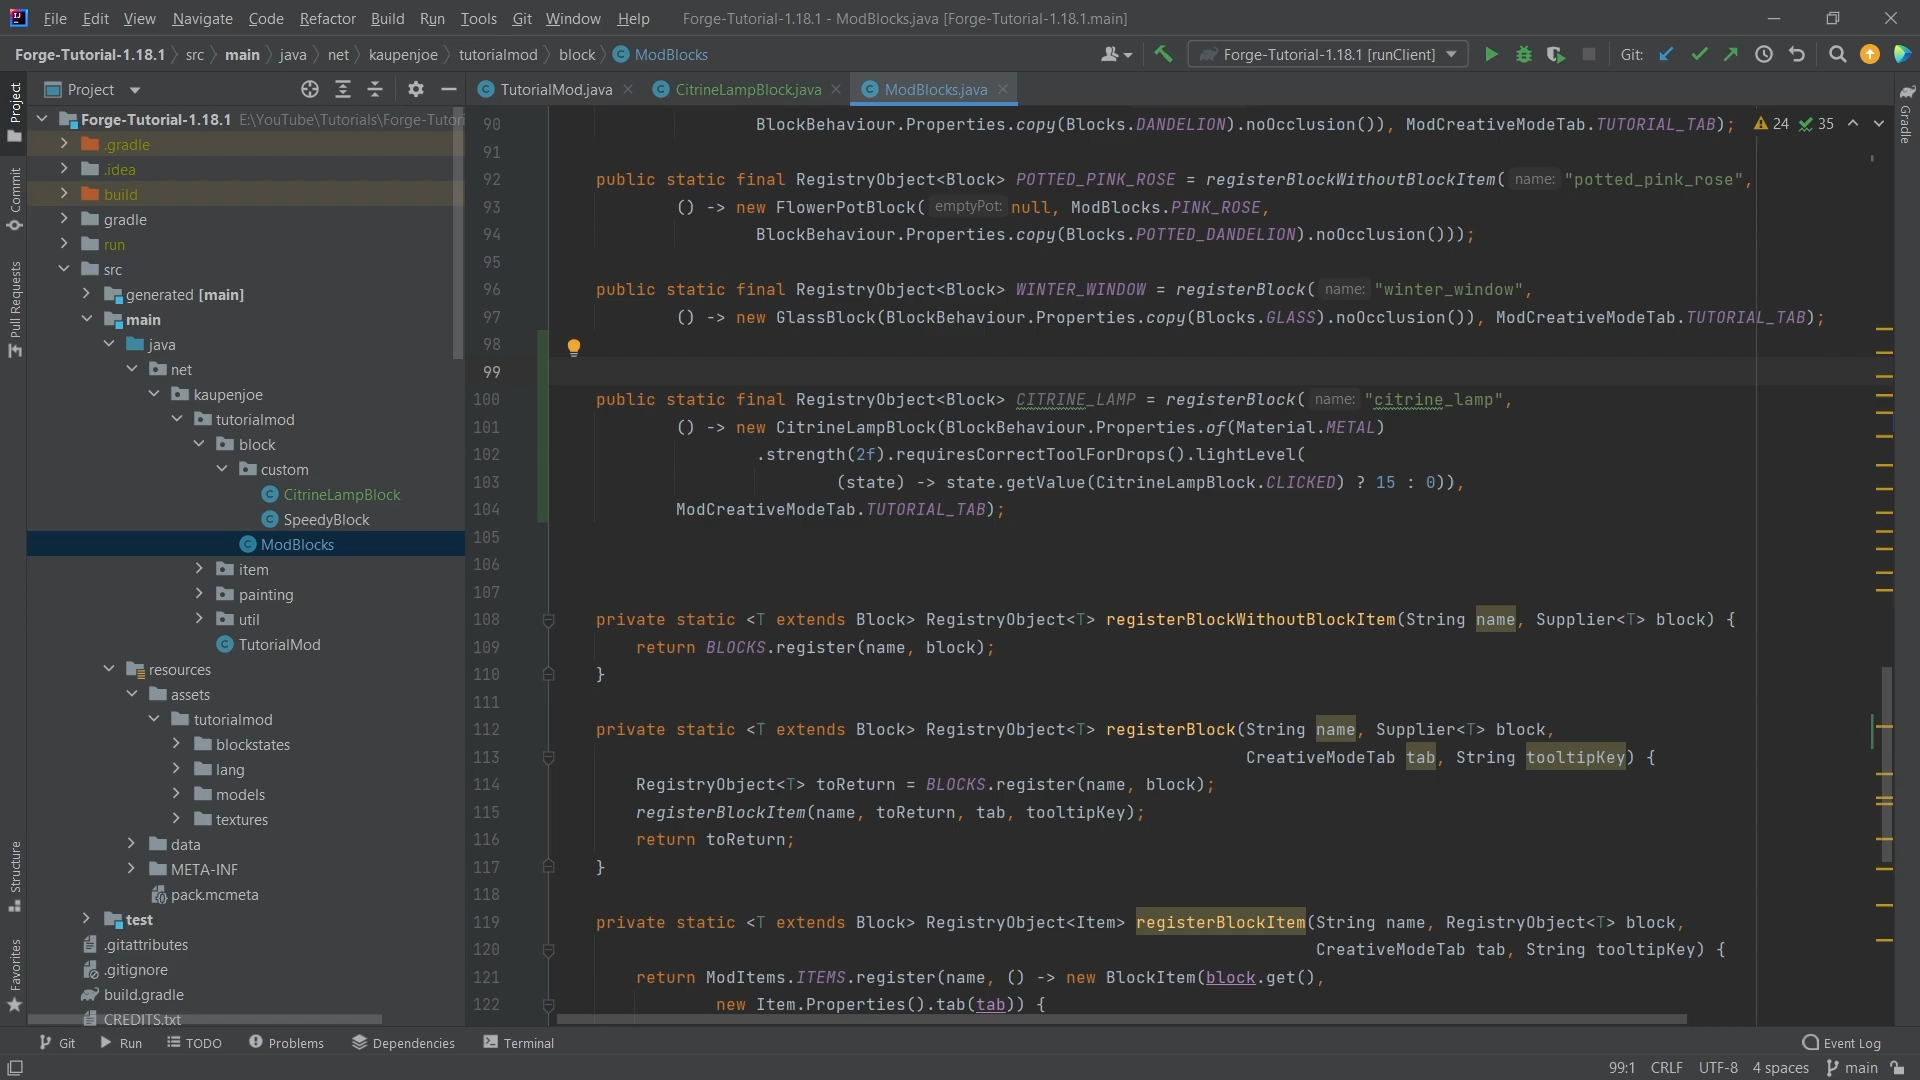 File Edit View Navigate Code Refactor Build Run Tools Git Window Help Forge-Tutorial-1.18.1 - ModBlocks.java [Forge-Tutorial-1.18.1.main]
Forge-Tutorial-1.18.1 src main java net kaupenjoe tutorialmod block ModBlocks Forge-Tutorial-1.18.1 [runClient] Git:
Project TutorialMod.java CitrineLampBlock.java ModBlocks.java
Project
Commit
Pull Requests
Structure
Favorites
Gradle
Forge-Tutorial-1.18.1 E:\YouTube\Tutorials\Forge-Tutori
.gradle
.idea
build
gradle
run
src
generated [main]
main
java
net
kaupenjoe
tutorialmod
block
custom
CitrineLampBlock
SpeedyBlock
ModBlocks
item
painting
util
TutorialMod
resources
assets
tutorialmod
blockstates
lang
models
textures
data
META-INF
pack.mcmeta
test
.gitattributes
.gitignore
build.gradle
CREDITS.txt
90 BlockBehaviour.Properties.copy(Blocks.DANDELION).noOcclusion()), ModCreativeModeTab.TUTORIAL_TAB); 24 35
91
92 public static final RegistryObject<Block> POTTED_PINK_ROSE = registerBlockWithoutBlockItem( name: "potted_pink_rose",
93 () -> new FlowerPotBlock( emptyPot: null, ModBlocks.PINK_ROSE,
94 BlockBehaviour.Properties.copy(Blocks.POTTED_DANDELION).noOcclusion()));
95
96 public static final RegistryObject<Block> WINTER_WINDOW = registerBlock( name: "winter_window",
97 () -> new GlassBlock(BlockBehaviour.Properties.copy(Blocks.GLASS).noOcclusion()), ModCreativeModeTab.TUTORIAL_TAB);
98
99
100 public static final RegistryObject<Block> CITRINE_LAMP = registerBlock( name: "citrine_lamp",
101 () -> new CitrineLampBlock(BlockBehaviour.Properties.of(Material.METAL)
102 .strength(2f).requiresCorrectToolForDrops().lightLevel(
103 (state) -> state.getValue(CitrineLampBlock.CLICKED) ? 15 : 0)),
104 ModCreativeModeTab.TUTORIAL_TAB);
105
106
107
108 private static <T extends Block> RegistryObject<T> registerBlockWithoutBlockItem(String name, Supplier<T> block) {
109 return BLOCKS.register(name, block);
110 }
111
112 private static <T extends Block> RegistryObject<T> registerBlock(String name, Supplier<T> block,
113 CreativeModeTab tab, String tooltipKey) {
114 RegistryObject<T> toReturn = BLOCKS.register(name, block);
115 registerBlockItem(name, toReturn, tab, tooltipKey);
116 return toReturn;
117 }
118
119 private static <T extends Block> RegistryObject<Item> registerBlockItem(String name, RegistryObject<T> block,
120 CreativeModeTab tab, String tooltipKey) {
121 return ModItems.ITEMS.register(name, () -> new BlockItem(block.get(),
122 new Item.Properties().tab(tab)) {
Git Run TODO Problems Dependencies Terminal Event Log
99:1 CRLF UTF-8 4 spaces main